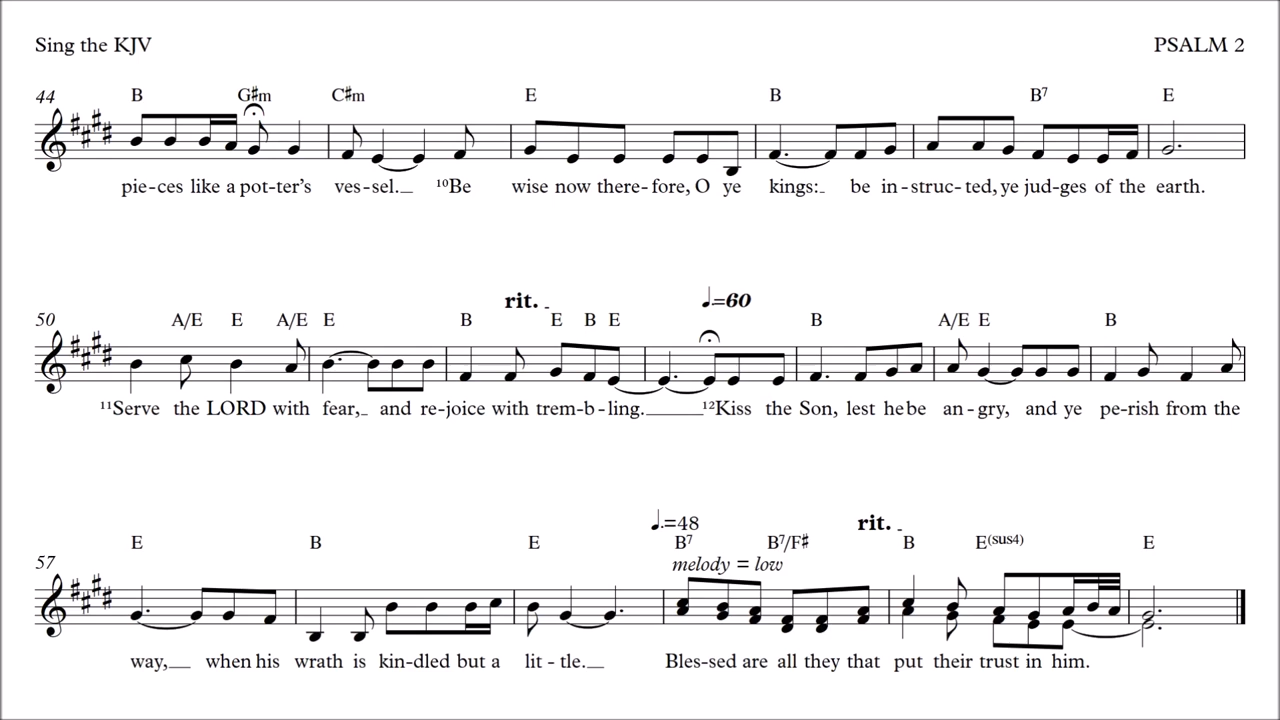 Sing the KJV PSALM 2
44 B G♯m C♯m E B B⁷ E
pie-ces like a pot-ter's ves-sel. ¹⁰Be wise now there-fore, O ye kings: be in-struc-ted, ye jud-ges of the earth.
rit. ♩.=60
50 A/E E A/E E B E B E B A/E E B
¹¹Serve the LORD with fear, and re-joice with trem-b-ling. ¹²Kiss the Son, lest he be an-gry, and ye pe-rish from the
♩.=48 rit.
57 E B E B⁷ B⁷/F♯ B E(sus4) E
melody = low
way, when his wrath is kin-dled but a lit-tle. Bles-sed are all they that put their trust in him.